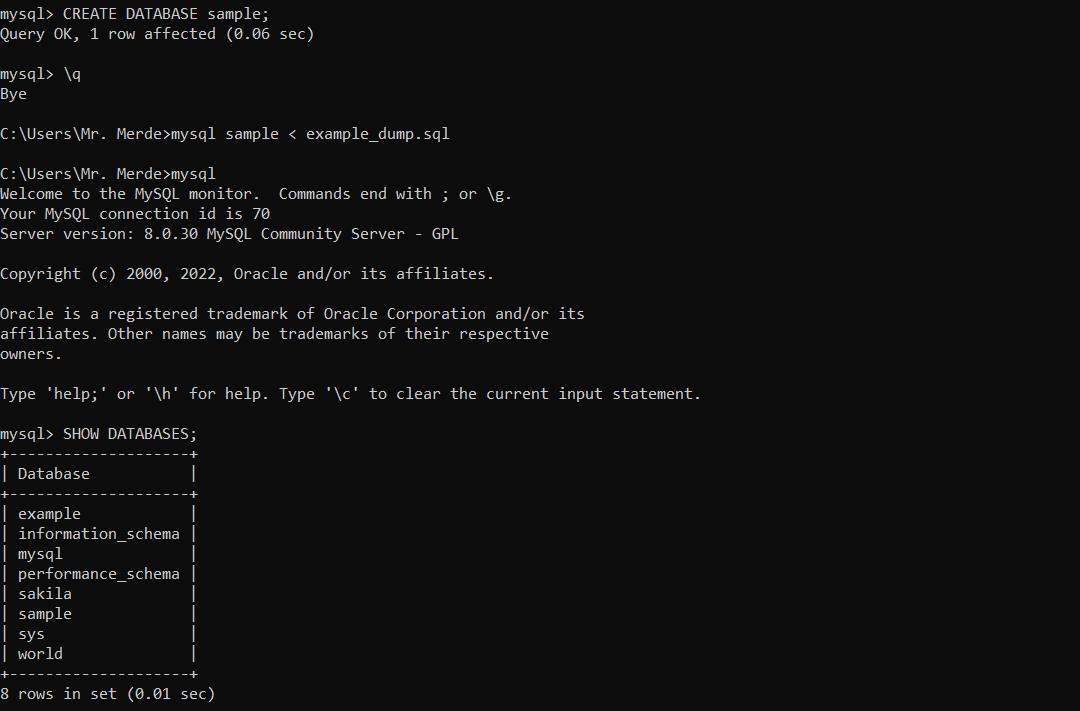 mysql> CREATE DATABASE sample;
Query OK, 1 row affected (0.06 sec)
mysql> \q
Bye
C:\Users\Mr. Merde>mysql sample < example_dump.sql
C:\Users\Mr. Merde>mysql
Welcome to the MySQL monitor.  Commands end with ; or \g.
Your MySQL connection id is 70
Server version: 8.0.30 MySQL Community Server - GPL
Copyright (c) 2000, 2022, Oracle and/or its affiliates.
Oracle is a registered trademark of Oracle Corporation and/or its
affiliates. Other names may be trademarks of their respective
owners.
Type 'help;' or '\h' for help. Type '\c' to clear the current input statement.
mysql> SHOW DATABASES;
+--------------------+
| Database           |
+--------------------+
| example            |
| information_schema |
| mysql              |
| performance_schema |
| sakila             |
| sample             |
| sys                |
| world              |
+--------------------+
8 rows in set (0.01 sec)